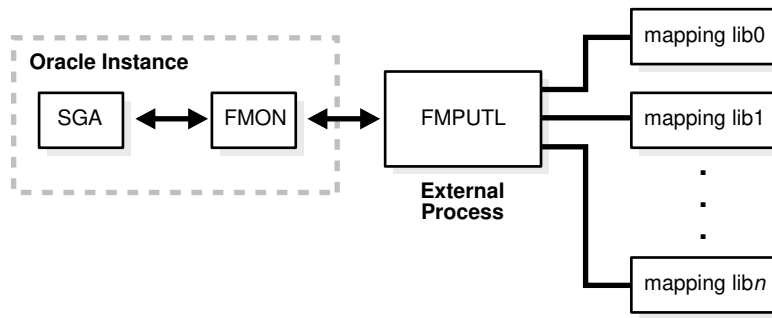 Oracle Instance
SGA
FMON
FMPUTL
External
Process
mapping lib0
mapping lib1
.
.
.
mapping libn